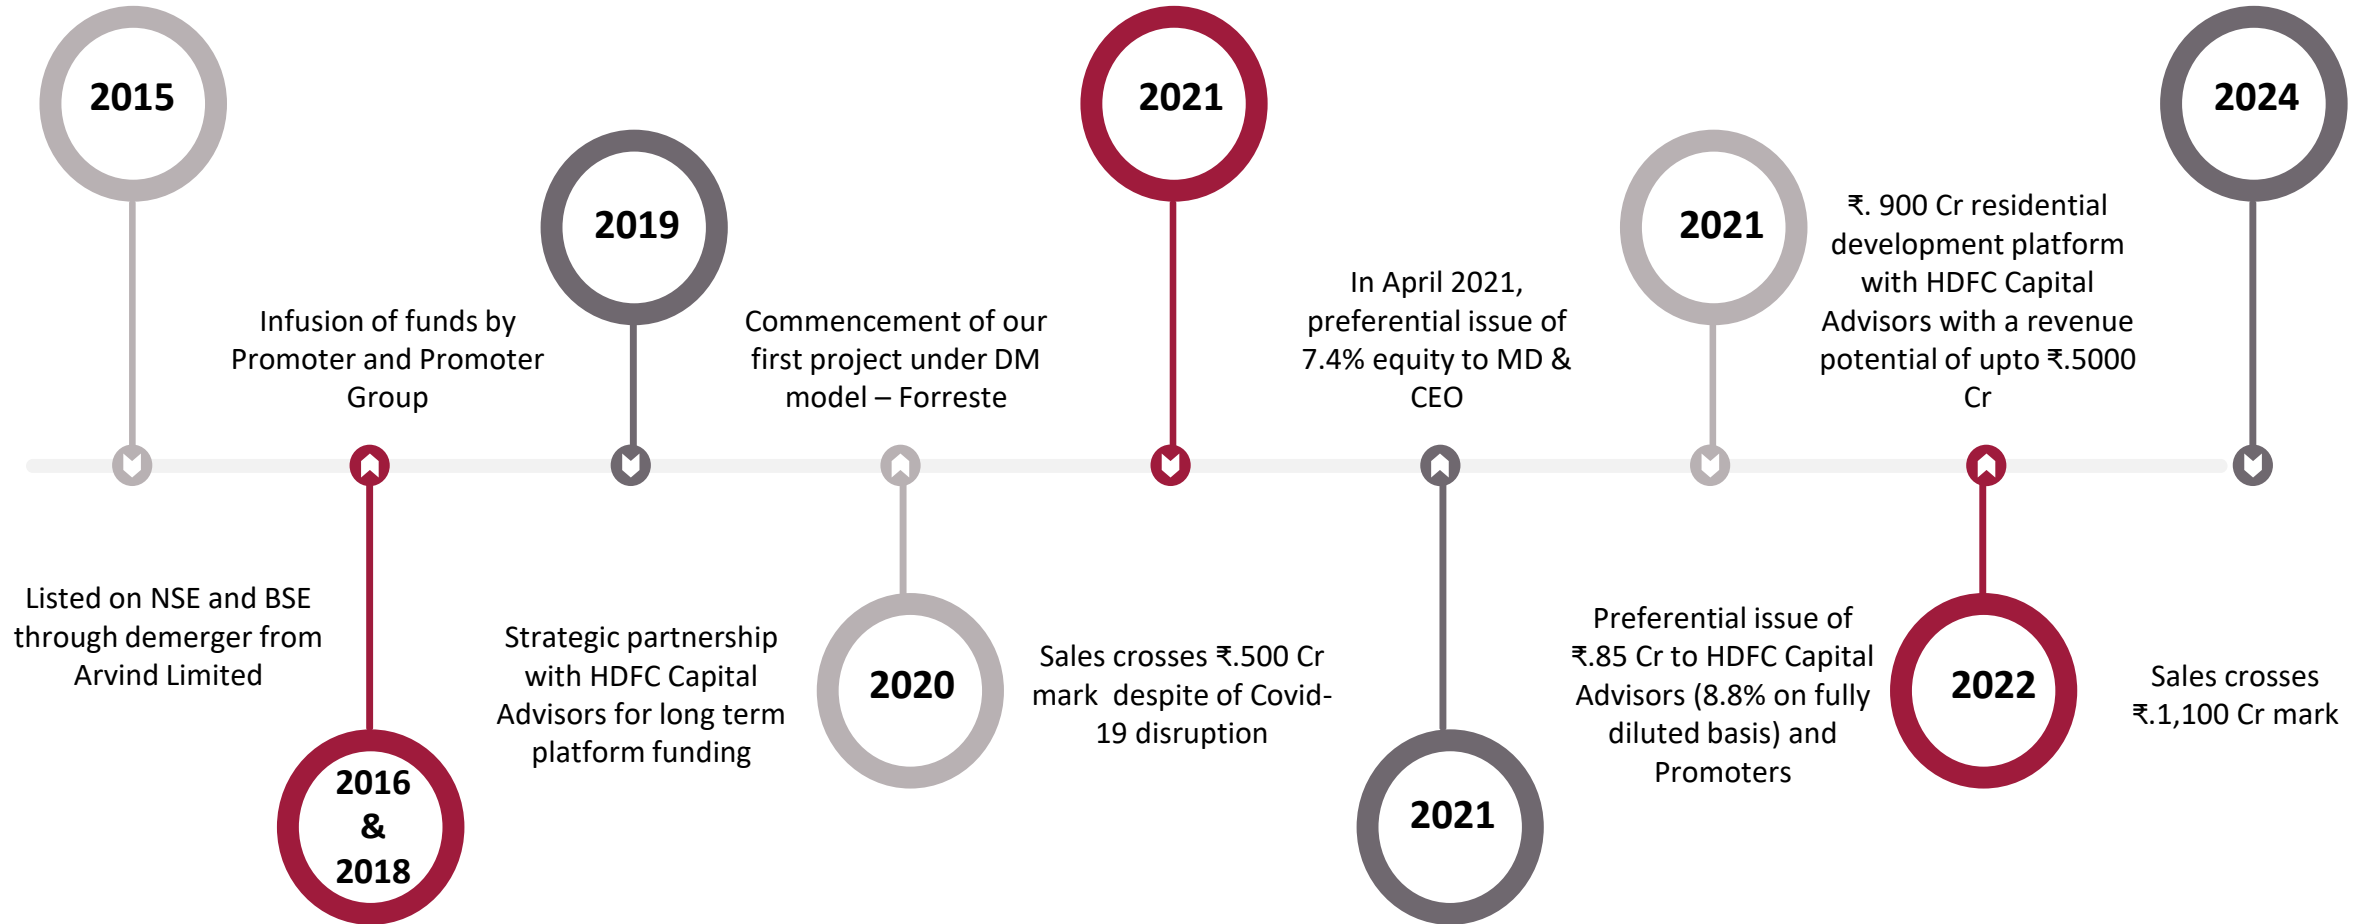 2015
Listed on NSE and BSE
through demerger from
Arvind Limited
2016
&
2018
Infusion of funds by
Promoter and Promoter
Group
2019
Strategic partnership
with HDFC Capital
Advisors for long term
platform funding
2020
Commencement of our
first project under DM
model – Forreste
2021
Sales crosses ₹.500 Cr
mark  despite of Covid-
19 disruption
2021
In April 2021,
preferential issue of
7.4% equity to MD &
CEO
2021
Preferential issue of
₹.85 Cr to HDFC Capital
Advisors (8.8% on fully
diluted basis) and
Promoters
2022
₹. 900 Cr residential
development platform
with HDFC Capital
Advisors with a revenue
potential of upto ₹.5000
Cr
2024
Sales crosses
₹.1,100 Cr mark